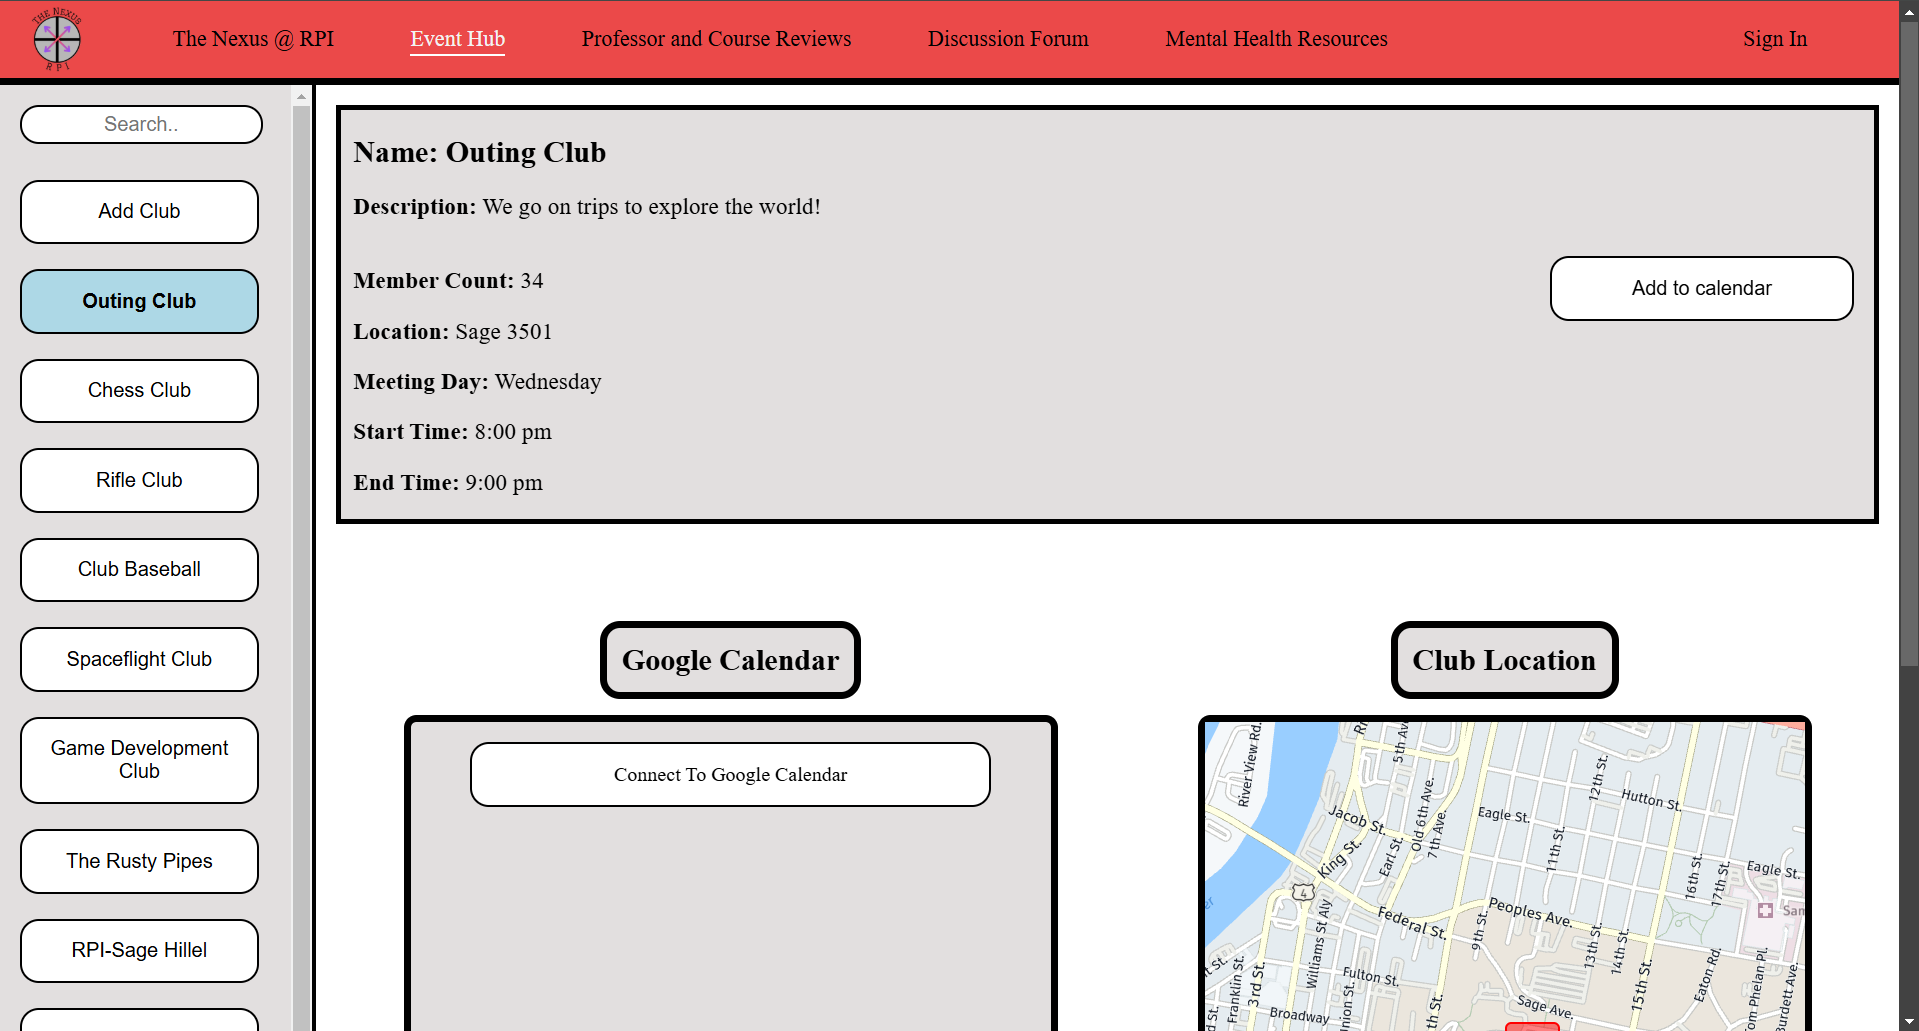 THE NEXUS
RPI
The Nexus @ RPI
Event Hub
Professor and Course Reviews
Discussion Forum
Mental Health Resources
Sign In
Search..
Add Club
Outing Club
Chess Club
Rifle Club
Club Baseball
Spaceflight Club
Game Development
Club
The Rusty Pipes
RPI-Sage Hillel
Name: Outing Club
Description: We go on trips to explore the world!
Member Count: 34
Location: Sage 3501
Meeting Day: Wednesday
Start Time: 8:00 pm
End Time: 9:00 pm
Add to calendar
Google Calendar
Connect To Google Calendar
Club Location
River View Rd.
5th Av
12th St.
Hutton St.
Jacob St.
Old 6th Ave.
7th Ave.
Eagle St.
King St.
Earl St.
11th St.
16th St.
17th St.
Eagle St.
4
Williams St Aly
Federal St.
Peoples Ave.
9th St.
Sam
13th St.
14th St.
15th St.
Eaton Rd.
Fulton St.
Franklin St.
3rd St.
Sage Ave.
Broadway
om Phelan Pl.
Burdett Ave.